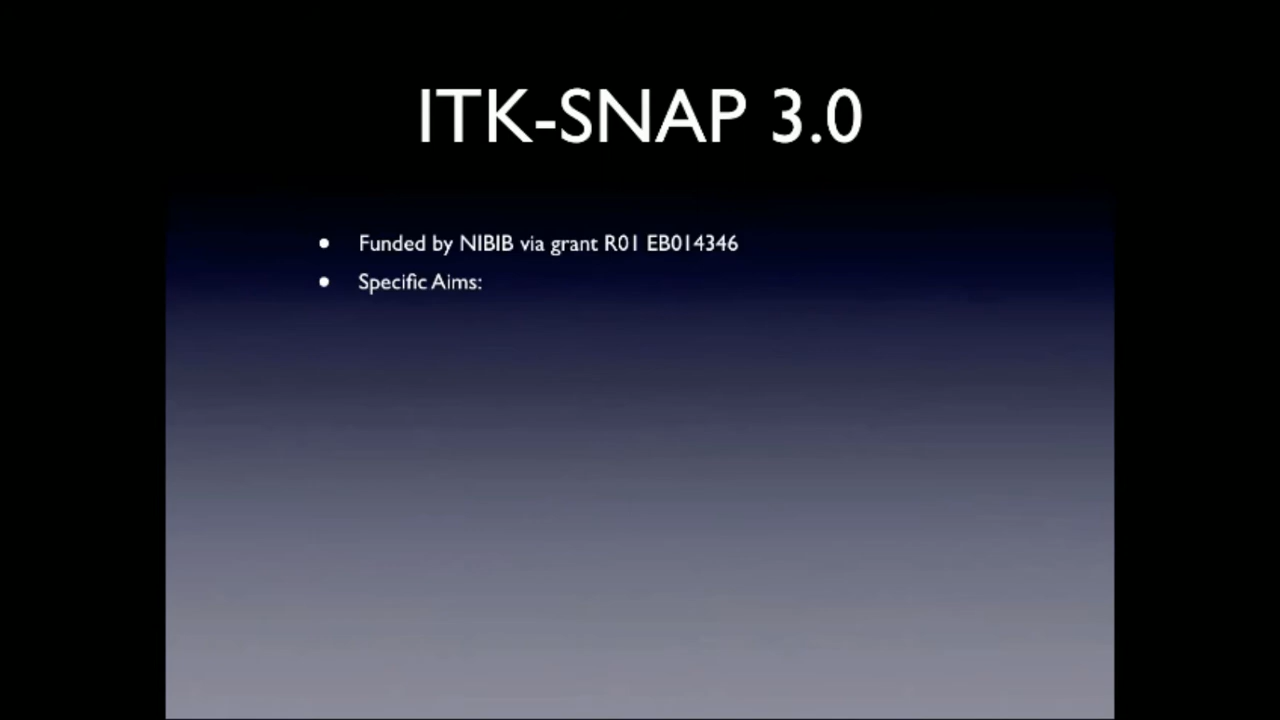 ITK-SNAP 3.0
• Funded by NIBIB via grant R01 EB014346
• Specific Aims: